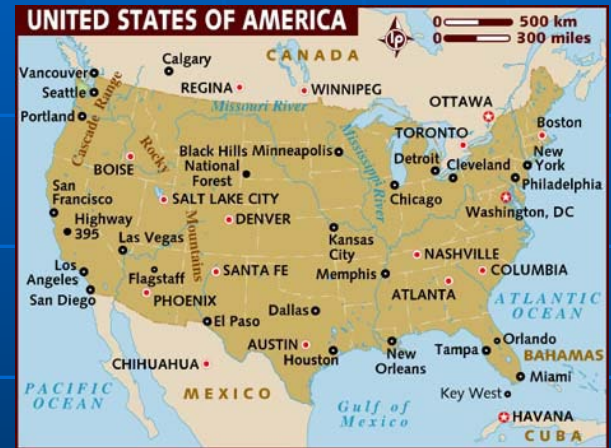 UNITED STATES OF AMERICA
lp
0 500 km
0 300 miles
Calgary
CANADA
Vancouver
Seattle
REGINA
WINNIPEG
Missouri River
Portland
Cascade Range
OTTAWA
TORONTO
Boston
Rocky
Mountains
BOISE
Black Hills
National
Forest
Minneapolis
Mississippi River
Detroit
Cleveland
New
York
Philadelphia
San
Francisco
SALT LAKE CITY
DENVER
Chicago
Washington, DC
Highway
395
Las Vegas
Kansas
City
NASHVILLE
Los
Angeles
Flagstaff
SANTA FE
Memphis
COLUMBIA
San Diego
PHOENIX
ATLANTA
ATLANTIC
OCEAN
Dallas
El Paso
AUSTIN
Houston
New
Orleans
Tampa
Orlando
BAHAMAS
CHIHUAHUA
Miami
PACIFIC
OCEAN
MEXICO
Gulf of
Mexico
Key West
HAVANA
CUBA